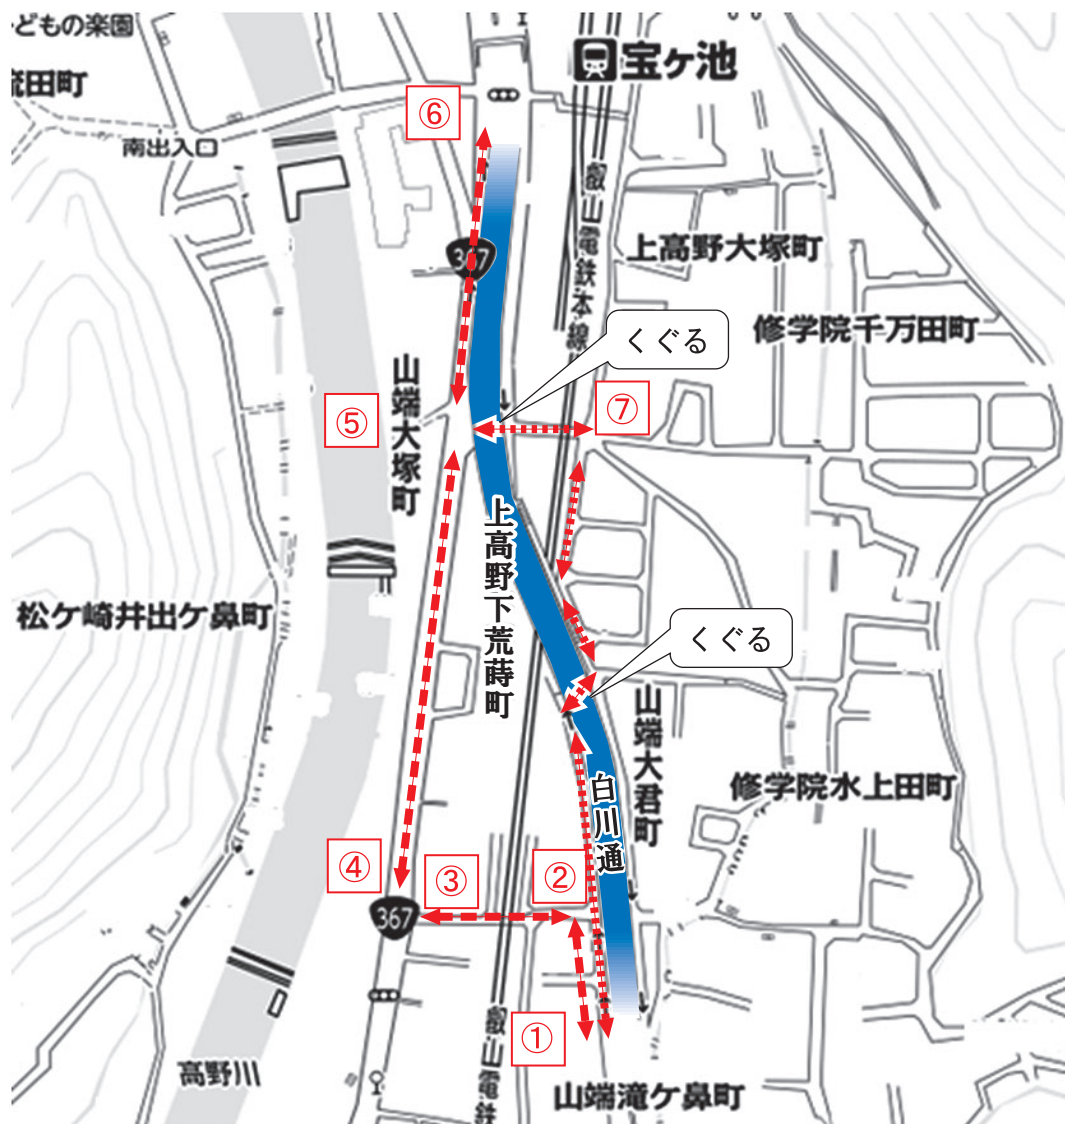 どもの楽園
宝ヶ池
荒田町
⑥
南出入口
叡山電鉄本線
上高野大塚町
367
くぐる
修学院千万田町
山端大塚町
⑤
⑦
上高野下荒蒔町
松ケ崎井出ケ鼻町
くぐる
山端大君町
白川通
修学院水上田町
④
③
②
367
①
叡山電鉄
高野川
山端滝ケ鼻町